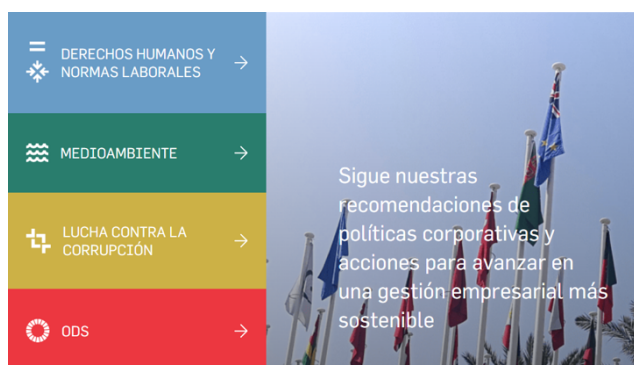 DERECHOS HUMANOS Y
NORMAS LABORALES
MEDIOAMBIENTE
LUCHA CONTRA LA
CORRUPCIÓN
ODS
Sigue nuestras
recomendaciones de
políticas corporativas y
acciones para avanzar en
una gestión empresarial más
sostenible